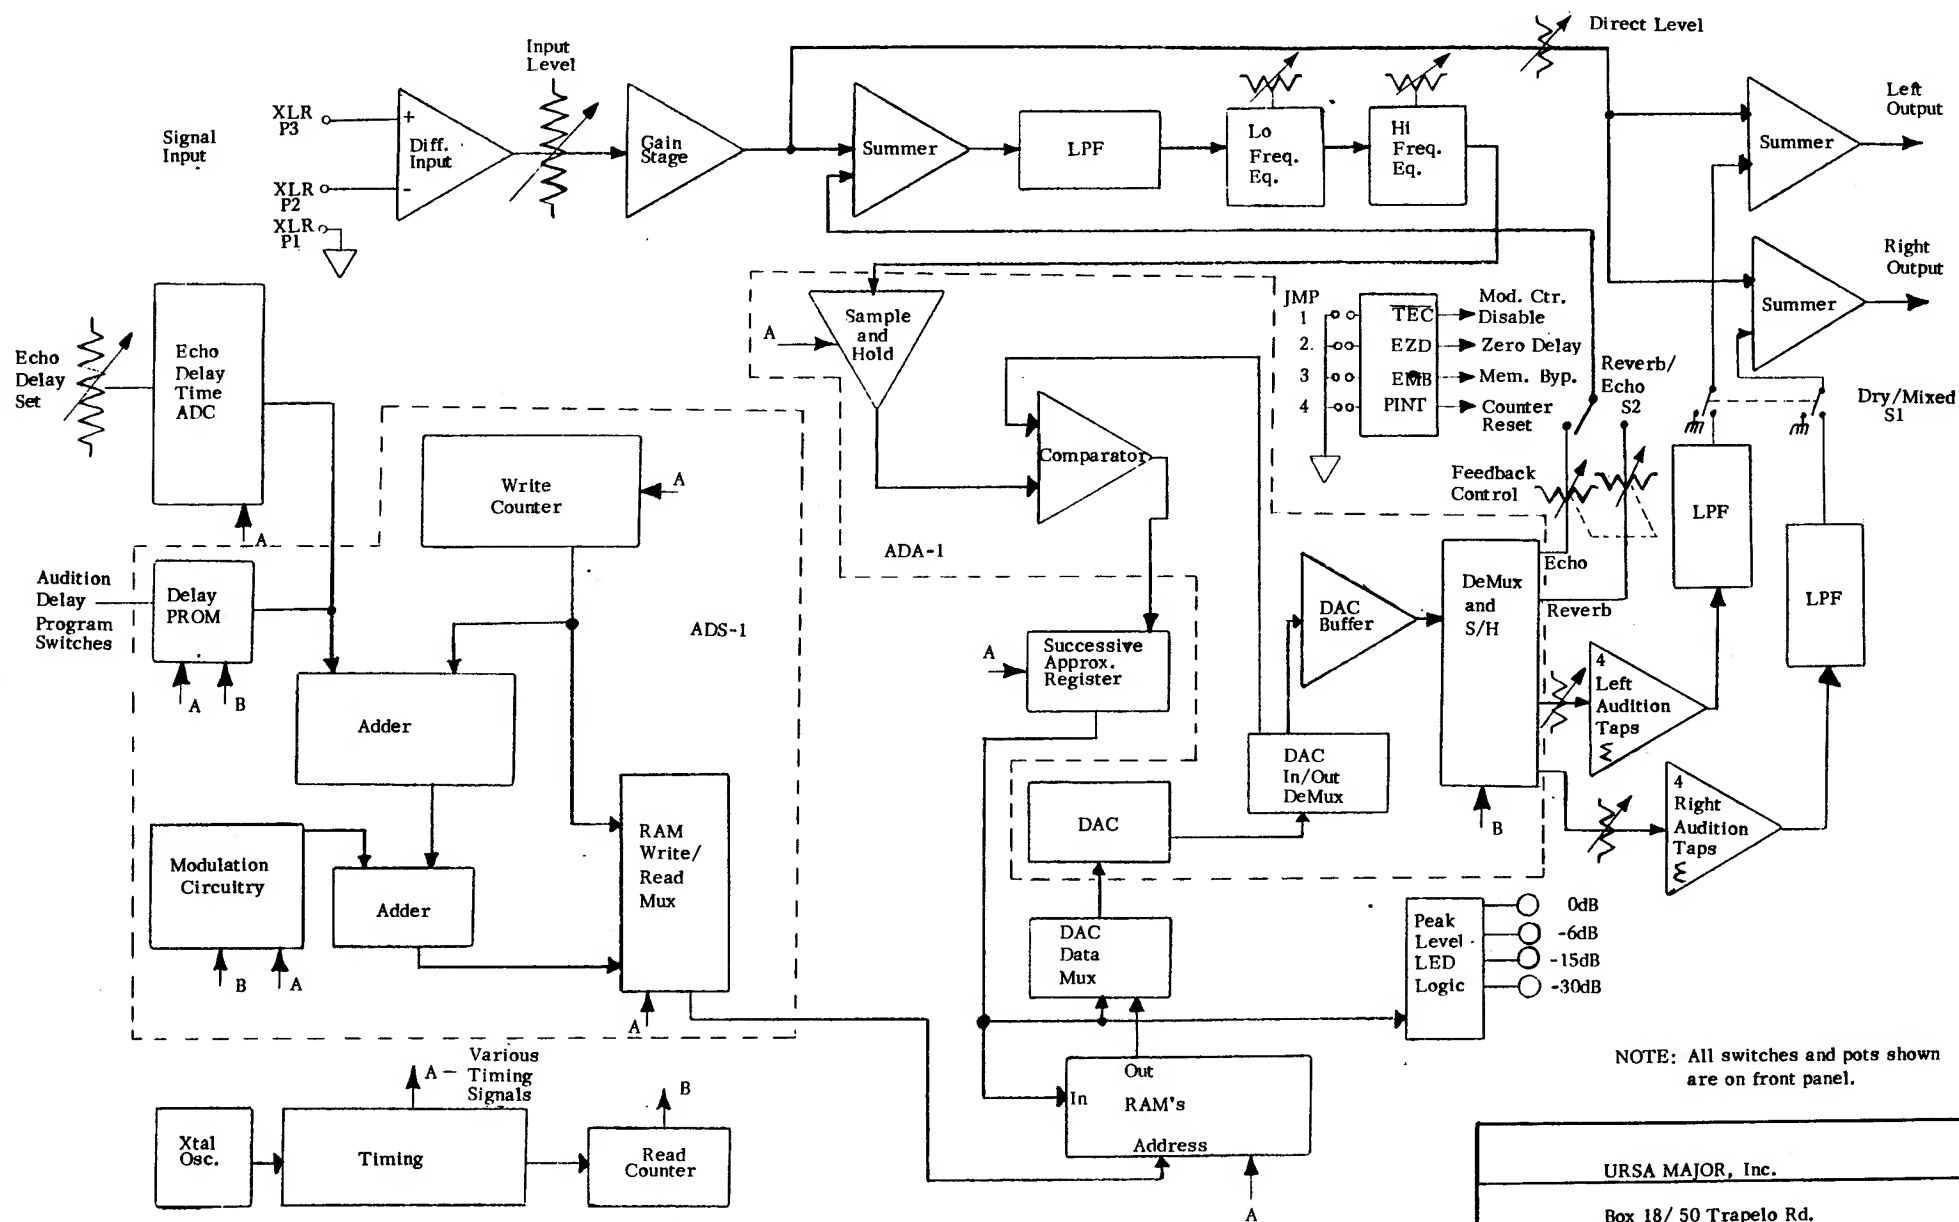 Direct Level
Input
Level
Signal
Input
XLR
P3
XLR
P2
XLR
P1
+
-
Diff.
Input
Gain
Stage
Summer
LPF
Lo
Freq.
Eq.
Hi
Freq.
Eq.
Summer
Left
Output
Summer
Right
Output
Echo
Delay
Set
Echo
Delay
Time
ADC
A
A
Sample
and
Hold
JMP
1
2.
3
4
TEC
EZD
EMB
PINT
Mod. Ctr.
Disable
Zero Delay
Mem. Byp.
Counter
Reset
Reverb/
Echo
S2
Dry/Mixed
S1
Feedback
Control
Comparator
ADA-1
Write
Counter
A
Audition
Delay
Program
Switches
Delay
PROM
A
B
ADS-1
Adder
Modulation
Circuitry
B
A
Adder
RAM
Write/
Read
Mux
A
A
Successive
Approx.
Register
DAC
Buffer
DeMux
and
S/H
B
Echo
Reverb
LPF
LPF
4
Left
Audition
Taps
Σ
4
Right
Audition
Taps
Σ
DAC
In/Out
DeMux
DAC
DAC
Data
Mux
Peak
Level
LED
Logic
0dB
-6dB
-15dB
-30dB
Out
In
RAM's
Address
A
A - Various
Timing
Signals
B
Xtal
Osc.
Timing
Read
Counter
NOTE: All switches and pots shown
are on front panel.
URSA MAJOR, Inc.
Box 18/ 50 Trapelo Rd.